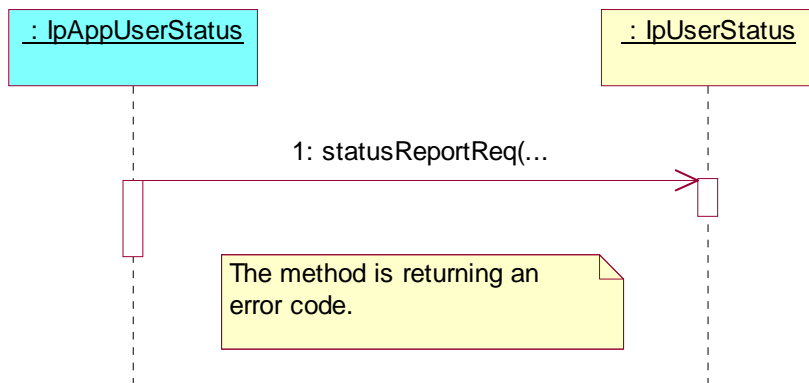 : IpAppUserStatus
: IpUserStatus
1: statusReportReq(...
The method is returning an
error code.